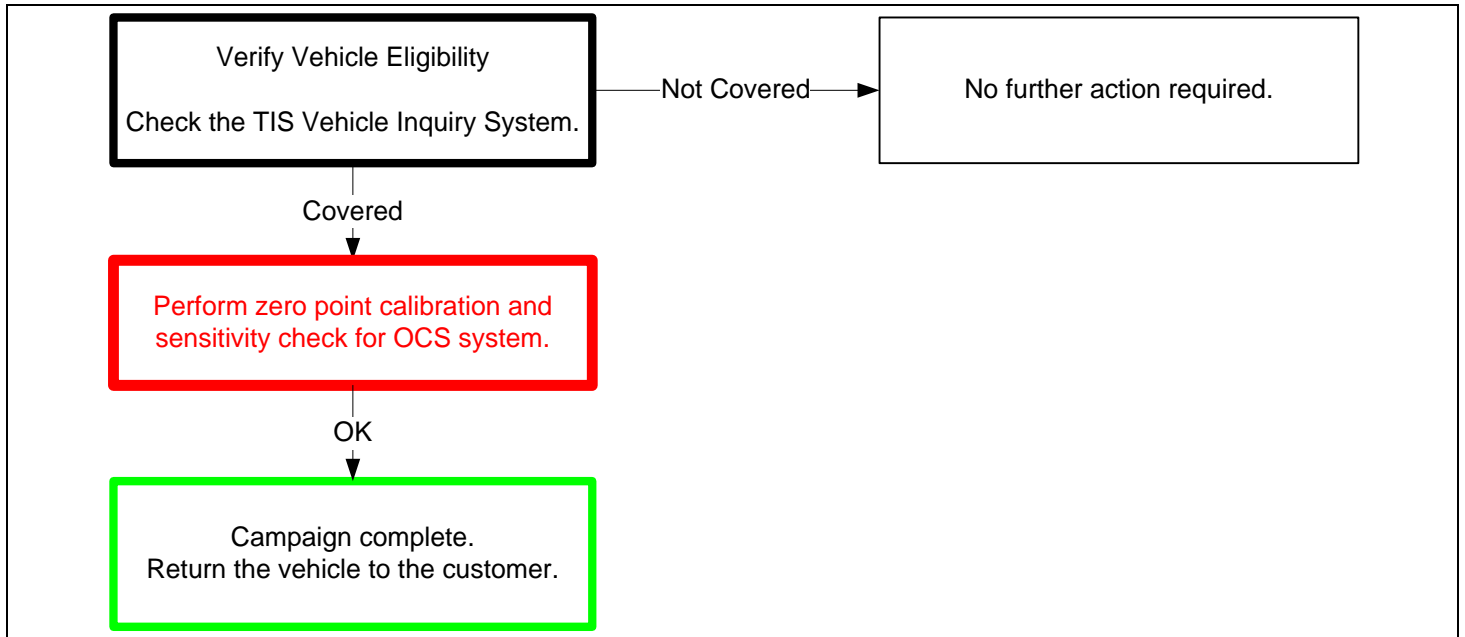 Verify Vehicle Eligibility
Check the TIS Vehicle Inquiry System.
Not Covered
No further action required.
Covered
Perform zero point calibration and
sensitivity check for OCS system.
OK
Campaign complete.
Return the vehicle to the customer.